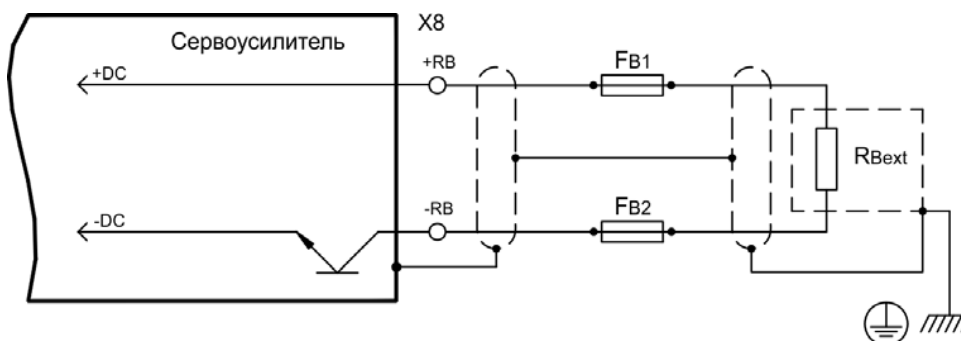 X8
Сервоусилитель
+DC
+RB
FB1
RBext
-DC
-RB
FB2